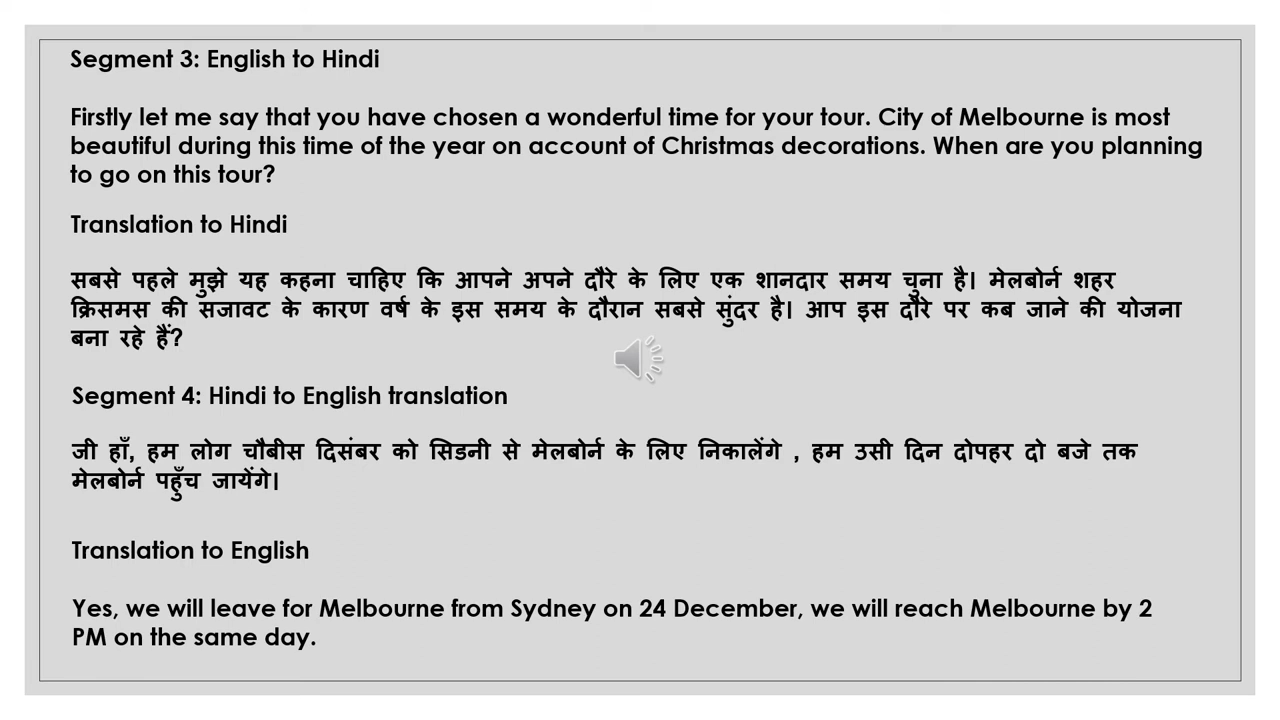 Segment 3: English to Hindi
Firstly let me say that you have chosen a wonderful time for your tour. City of Melbourne is most
beautiful during this time of the year on account of Christmas decorations. When are you planning
to go on this tour?
Translation to Hindi
सबसे पहले मुझे यह कहना चाहिए कि आपने अपने दौरे के लिए एक शानदार समय चुना है। मेलबोर्न शहर
क्रिसमस की सजावट के कारण वर्ष के इस समय के दौरान सबसे सुंदर है। आप इस दौरे पर कब जाने की योजना
बना रहे हैं?
Segment 4: Hindi to English translation
जी हाँ, हम लोग चौबीस दिसंबर को सिडनी से मेलबोर्न के लिए निकालेंगे , हम उसी दिन दोपहर दो बजे तक
मेलबोर्न पहुँच जायेंगे।
Translation to English
Yes, we will leave for Melbourne from Sydney on 24 December, we will reach Melbourne by 2
PM on the same day.